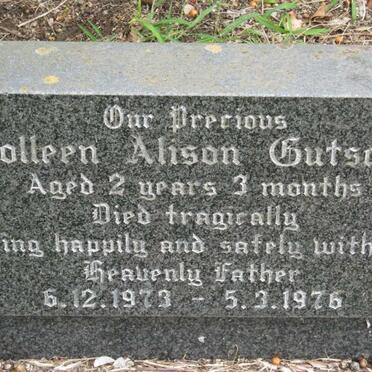 Our Precious
olleen Alison Gutsc
Aged 2 years 3 months
Died tragically
ing happily and safely with
Heavenly Father
6.12.1973 - 5.3.1976